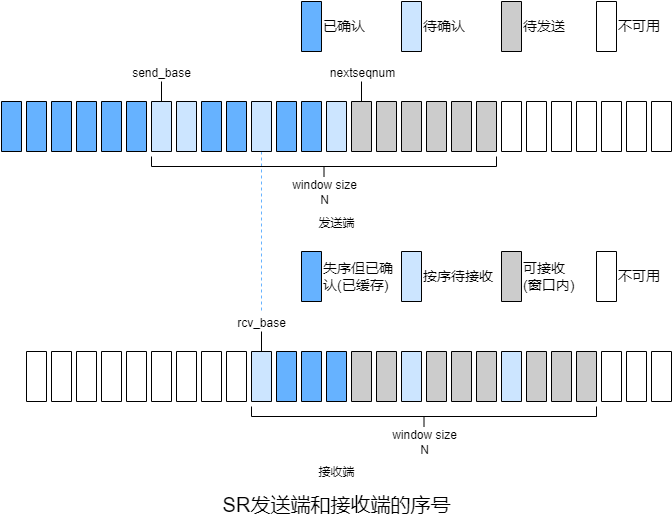 已确认 待确认 待发送 不可用
send_base nextseqnum
window size
N
发送端
失序但已确 按序待接收 可接收 不可用
认(已缓存) (窗口内)
rcv_base
window size
N
接收端
SR发送端和接收端的序号